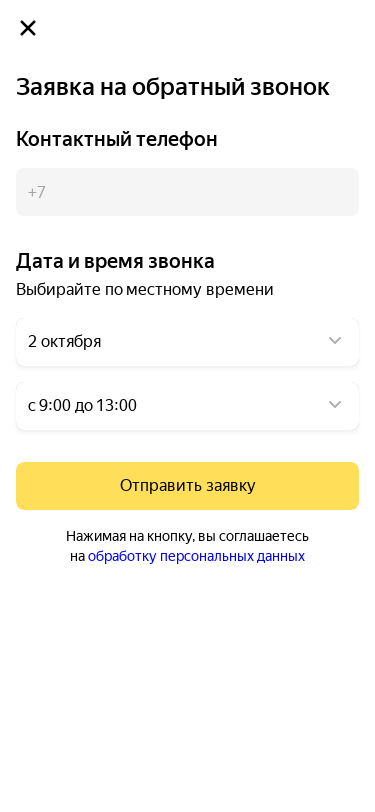 Заявка на обратный звонок
Контактный телефон
+7
Дата и время звонка
Выбирайте по местному времени
2 октября
с 9:00 до 13:00
Отправить заявку
Нажимая на кнопку, вы соглашаетесь
на обработку персональных данных